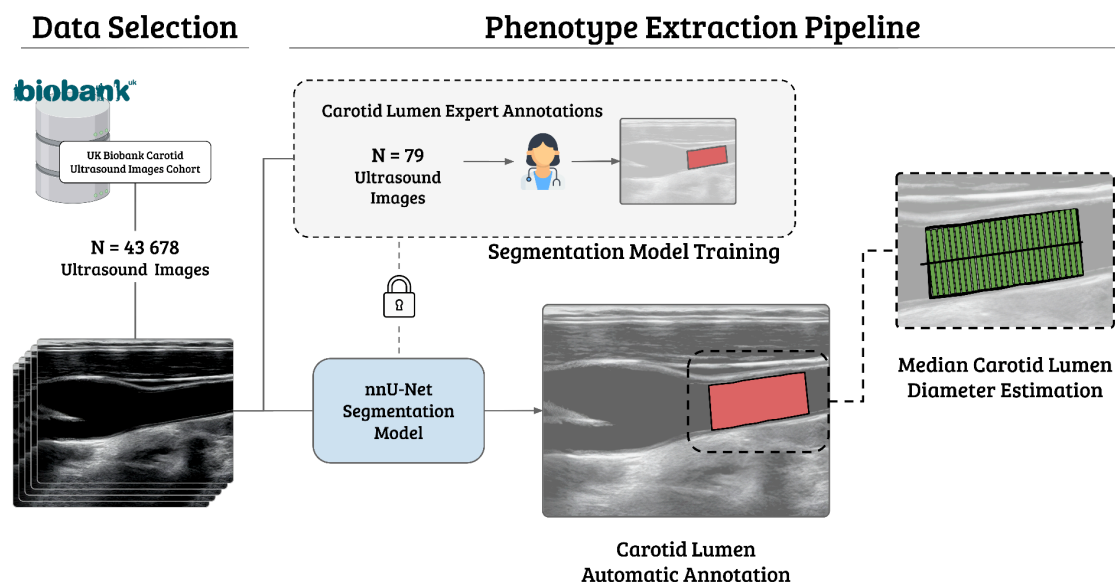 Data Selection
Phenotype Extraction Pipeline
biobank uk
UK Biobank Carotid
Ultrasound Images Cohort
N = 43 678
Ultrasound Images
Carotid Lumen Expert Annotations
N = 79
Ultrasound
Images
Segmentation Model Training
nnU-Net
Segmentation
Model
Carotid Lumen
Automatic Annotation
Median Carotid Lumen
Diameter Estimation